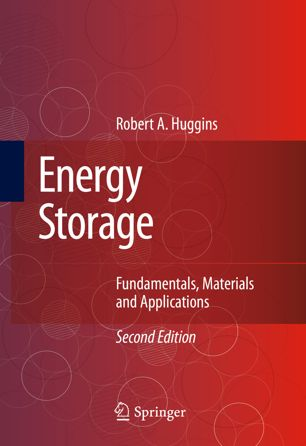 Robert A. Huggins
Energy
Storage
Fundamentals, Materials
and Applications
Second Edition
Springer